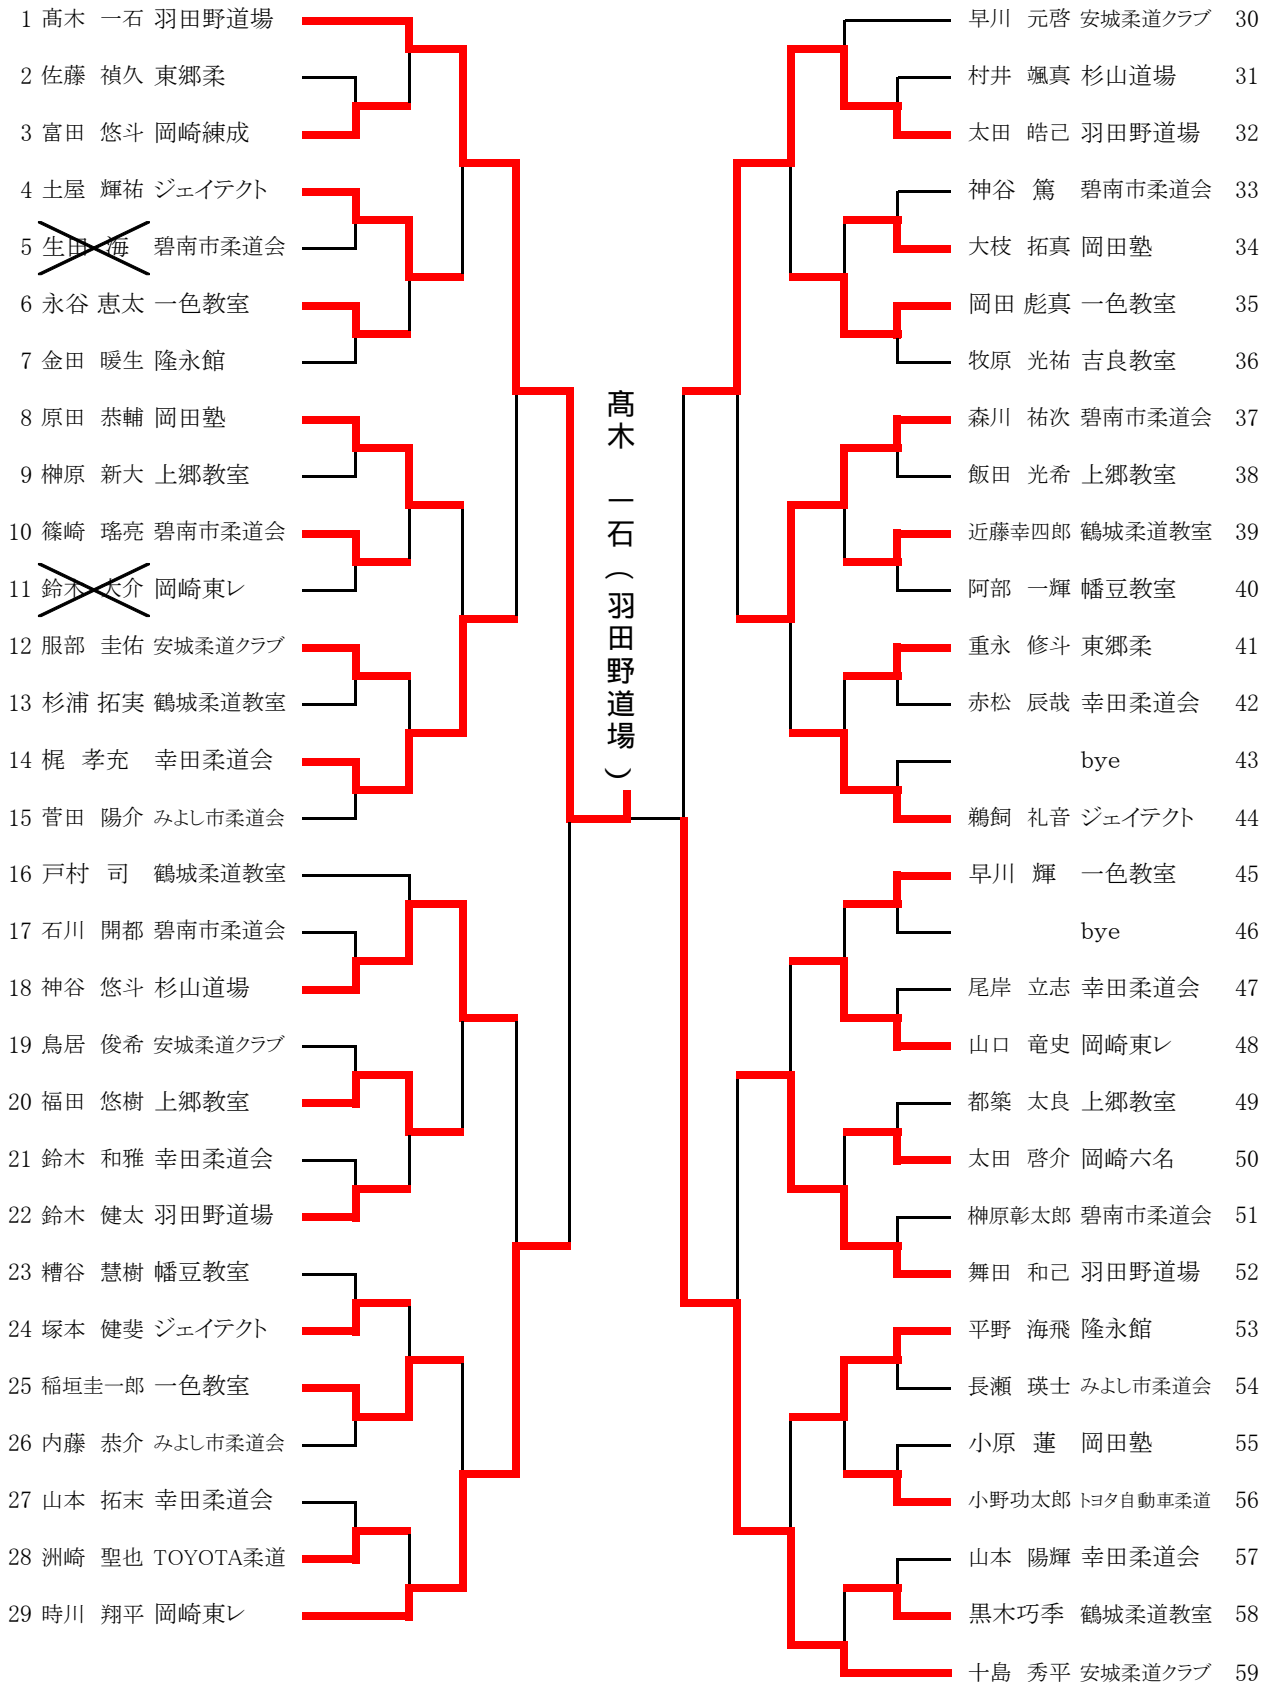 1 髙木 一石 羽田野道場
2 佐藤 禎久 東郷柔
3 富田 悠斗 岡崎練成
4 土屋 輝祐 ジェイテクト
5 生田 海 碧南市柔道会
6 永谷 恵太 一色教室
7 金田 暖生 隆永館
8 原田 恭輔 岡田塾
9 榊原 新大 上郷教室
10 篠崎 瑤亮 碧南市柔道会
11 鈴木 大介 岡崎東レ
12 服部 圭佑 安城柔道クラブ
13 杉浦 拓実 鶴城柔道教室
14 梶 孝充 幸田柔道会
15 菅田 陽介 みよし市柔道会
16 戸村 司 鶴城柔道教室
17 石川 開都 碧南市柔道会
18 神谷 悠斗 杉山道場
19 鳥居 俊希 安城柔道クラブ
20 福田 悠樹 上郷教室
21 鈴木 和雅 幸田柔道会
22 鈴木 健太 羽田野道場
23 糟谷 慧樹 幡豆教室
24 塚本 健斐 ジェイテクト
25 稲垣圭一郎 一色教室
26 内藤 恭介 みよし市柔道会
27 山本 拓末 幸田柔道会
28 洲崎 聖也 TOYOTA柔道
29 時川 翔平 岡崎東レ
髙木 一石（羽田野道場）
早川 元啓 安城柔道クラブ 30
村井 颯真 杉山道場 31
太田 皓己 羽田野道場 32
神谷 篤 碧南市柔道会 33
大枝 拓真 岡田塾 34
岡田 彪真 一色教室 35
牧原 光祐 吉良教室 36
森川 祐次 碧南市柔道会 37
飯田 光希 上郷教室 38
近藤幸四郎 鶴城柔道教室 39
阿部 一輝 幡豆教室 40
重永 修斗 東郷柔 41
赤松 辰哉 幸田柔道会 42
bye 43
鵜飼 礼音 ジェイテクト 44
早川 輝 一色教室 45
bye 46
尾岸 立志 幸田柔道会 47
山口 竜史 岡崎東レ 48
都築 太良 上郷教室 49
太田 啓介 岡崎六名 50
榊原彰太郎 碧南市柔道会 51
舞田 和己 羽田野道場 52
平野 海飛 隆永館 53
長瀬 瑛士 みよし市柔道会 54
小原 蓮 岡田塾 55
小野功太郎 トヨタ自動車柔道 56
山本 陽輝 幸田柔道会 57
黒木巧季 鶴城柔道教室 58
十島 秀平 安城柔道クラブ 59